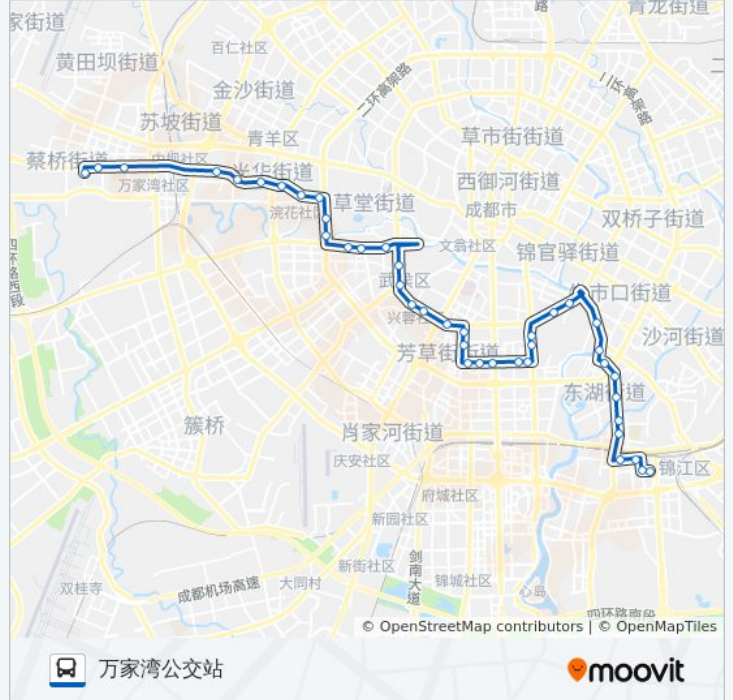 家街道
路
青龙街道
百仁社区
黄田坝街道
金沙街道
二环高架路
二环高架路
苏坡街道
青羊区
草市街街道
蔡桥街道
中坝社区
光华街道
万家湾社区
西御河街道
浣花社区
草堂街道
成都市
双桥子街道
文翁社区
锦官驿街道
四环路西段
武侯区
牛市口街道
兴蓉社
沙河街道
芳草街街道
东湖街道
簇桥
肖家河街道
庆安社区
锦江区
府城社区
新园社区
新街社区
剑南大道
锦城社区
双桂寺
成都机场高速
大同村
心岛
四环路南段
© OpenStreetMap contributors | © OpenMapTiles
万家湾公交站
moovit